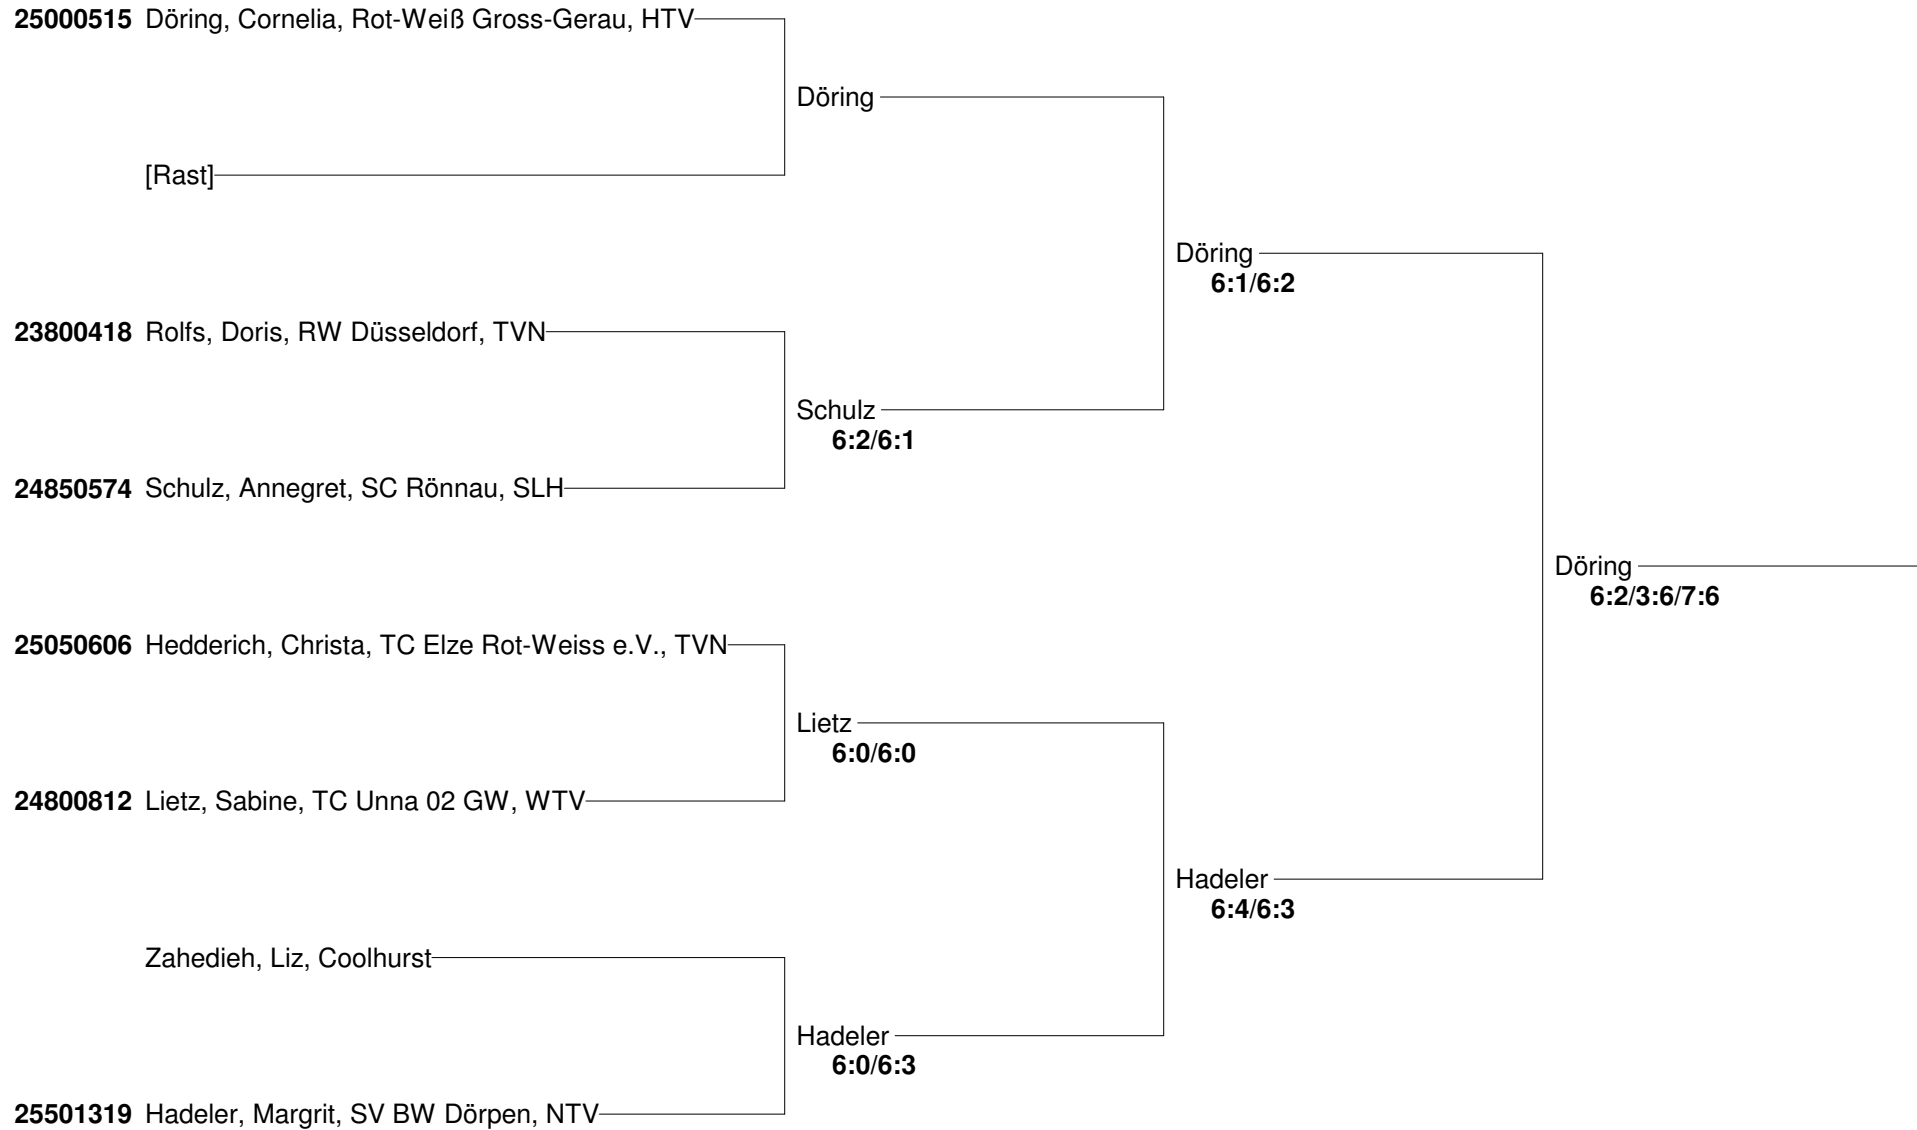 25000515 Döring, Cornelia, Rot-Weiß Gross-Gerau, HTV
Döring
[Rast]
Döring
6:1/6:2
23800418 Rolfs, Doris, RW Düsseldorf, TVN
Schulz
6:2/6:1
24850574 Schulz, Annegret, SC Rönnau, SLH
Döring
6:2/3:6/7:6
25050606 Hedderich, Christa, TC Elze Rot-Weiss e.V., TVN
Lietz
6:0/6:0
24800812 Lietz, Sabine, TC Unna 02 GW, WTV
Hadeler
6:4/6:3
Zahedieh, Liz, Coolhurst
Hadeler
6:0/6:3
25501319 Hadeler, Margrit, SV BW Dörpen, NTV